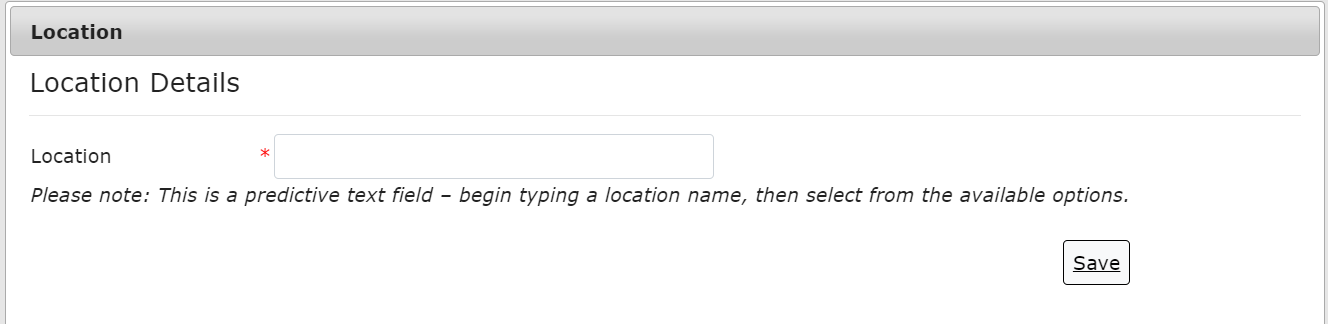 Location
Location Details
Location *
Please note: This is a predictive text field – begin typing a location name, then select from the available options.
Save